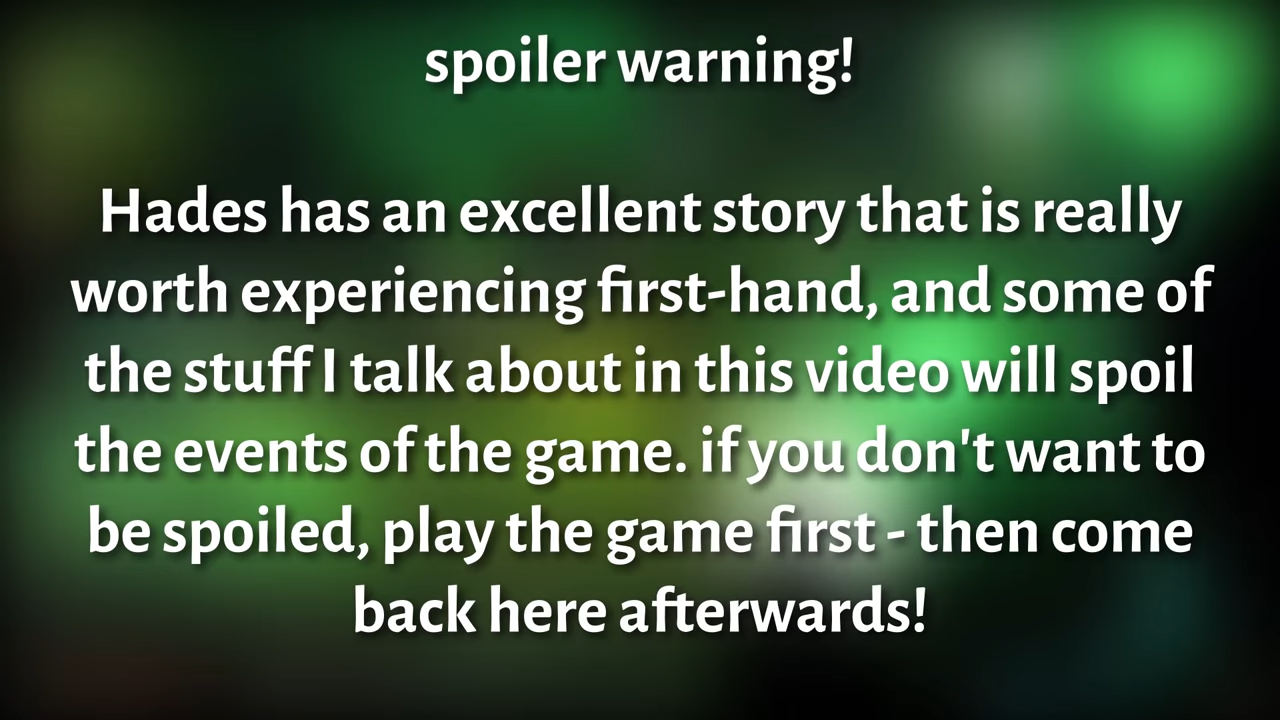 spoiler warning!
Hades has an excellent story that is really
worth experiencing first-hand, and some of
the stuff I talk about in this video will spoil
the events of the game. if you don't want to
be spoiled, play the game first - then come
back here afterwards!